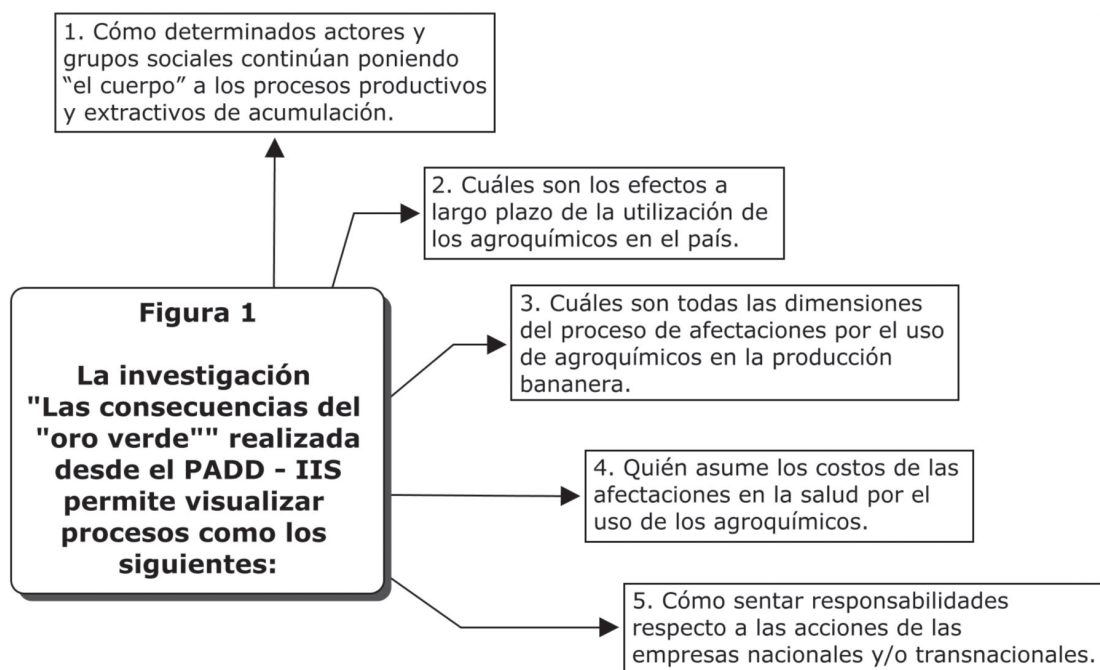 1. Cómo determinados actores y
grupos sociales continúan poniendo
“el cuerpo” a los procesos productivos
y extractivos de acumulación.
2. Cuáles son los efectos a
largo plazo de la utilización de
los agroquímicos en el país.
Figura 1
La investigación
"Las consecuencias del
"oro verde"" realizada
desde el PADD - IIS
permite visualizar
procesos como los
siguientes:
3. Cuáles son todas las dimensiones
del proceso de afectaciones por el uso
de agroquímicos en la producción
bananera.
4. Quién asume los costos de las
afectaciones en la salud por el
uso de los agroquímicos.
5. Cómo sentar responsabilidades
respecto a las acciones de las
empresas nacionales y/o transnacionales.